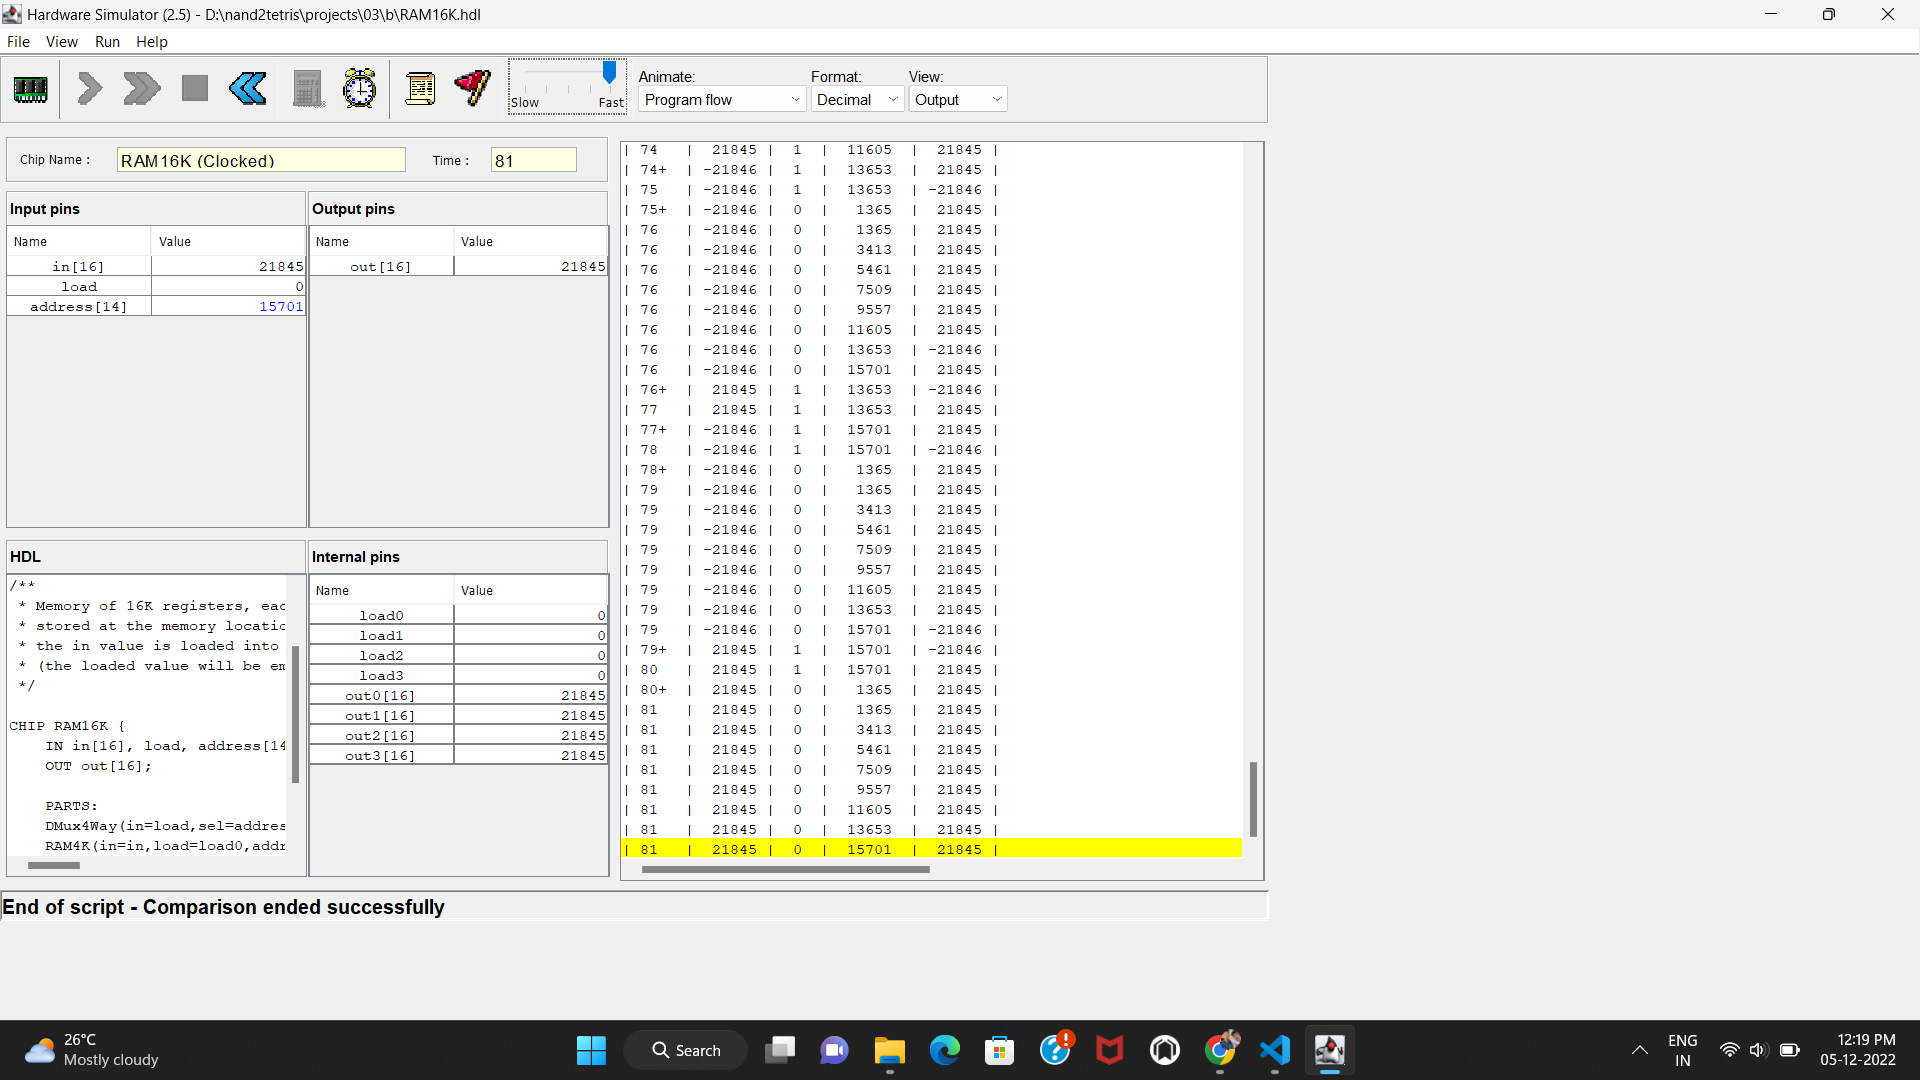 Hardware Simulator (2.5) - D:\nand2tetris\projects\03\b\RAM16K.hdl
File View Run Help
Slow Fast
Animate:
Program flow
Format:
Decimal
View:
Output
Chip Name :
RAM16K (Clocked)
Time :
81
Input pins
Name Value
in[16] 21845
load 0
address[14] 15701
Output pins
Name Value
out[16] 21845
HDL
/**
* Memory of 16K registers, eac
* stored at the memory locatic
* the in value is loaded into
* (the loaded value will be em
*/
CHIP RAM16K {
IN in[16], load, address[14
OUT out[16];
PARTS:
DMux4Way(in=load,sel=addres
RAM4K(in=in,load=load0,addr
Internal pins
Name Value
load0 0
load1 0
load2 0
load3 0
out0[16] 21845
out1[16] 21845
out2[16] 21845
out3[16] 21845
| 74 | 21845 | 1 | 11605 | 21845 |
| 74+ | -21846 | 1 | 13653 | 21845 |
| 75 | -21846 | 1 | 13653 | -21846 |
| 75+ | -21846 | 0 | 1365 | 21845 |
| 76 | -21846 | 0 | 1365 | 21845 |
| 76 | -21846 | 0 | 3413 | 21845 |
| 76 | -21846 | 0 | 5461 | 21845 |
| 76 | -21846 | 0 | 7509 | 21845 |
| 76 | -21846 | 0 | 9557 | 21845 |
| 76 | -21846 | 0 | 11605 | 21845 |
| 76 | -21846 | 0 | 13653 | -21846 |
| 76 | -21846 | 0 | 15701 | 21845 |
| 76+ | 21845 | 1 | 13653 | -21846 |
| 77 | 21845 | 1 | 13653 | 21845 |
| 77+ | -21846 | 1 | 15701 | 21845 |
| 78 | -21846 | 1 | 15701 | -21846 |
| 78+ | -21846 | 0 | 1365 | 21845 |
| 79 | -21846 | 0 | 1365 | 21845 |
| 79 | -21846 | 0 | 3413 | 21845 |
| 79 | -21846 | 0 | 5461 | 21845 |
| 79 | -21846 | 0 | 7509 | 21845 |
| 79 | -21846 | 0 | 9557 | 21845 |
| 79 | -21846 | 0 | 11605 | 21845 |
| 79 | -21846 | 0 | 13653 | 21845 |
| 79 | -21846 | 0 | 15701 | -21846 |
| 79+ | 21845 | 1 | 15701 | -21846 |
| 80 | 21845 | 1 | 15701 | 21845 |
| 80+ | 21845 | 0 | 1365 | 21845 |
| 81 | 21845 | 0 | 1365 | 21845 |
| 81 | 21845 | 0 | 3413 | 21845 |
| 81 | 21845 | 0 | 5461 | 21845 |
| 81 | 21845 | 0 | 7509 | 21845 |
| 81 | 21845 | 0 | 9557 | 21845 |
| 81 | 21845 | 0 | 11605 | 21845 |
| 81 | 21845 | 0 | 13653 | 21845 |
| 81 | 21845 | 0 | 15701 | 21845 |
End of script - Comparison ended successfully
26°C
Mostly cloudy
Search
ENG
IN
12:19 PM
05-12-2022